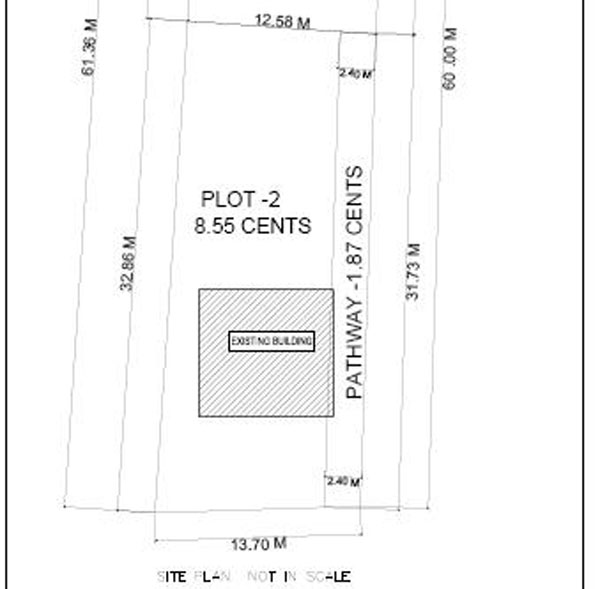 12.58 M
61.36 M
60 .00 M
2.40 M
PLOT -2
8.55 CENTS
PATHWAY -1.87 CENTS
32.86 M
31.73 M
EXISTING BUILDING
2.40 M
13.70 M
SITE PLAN NOT IN SCALE